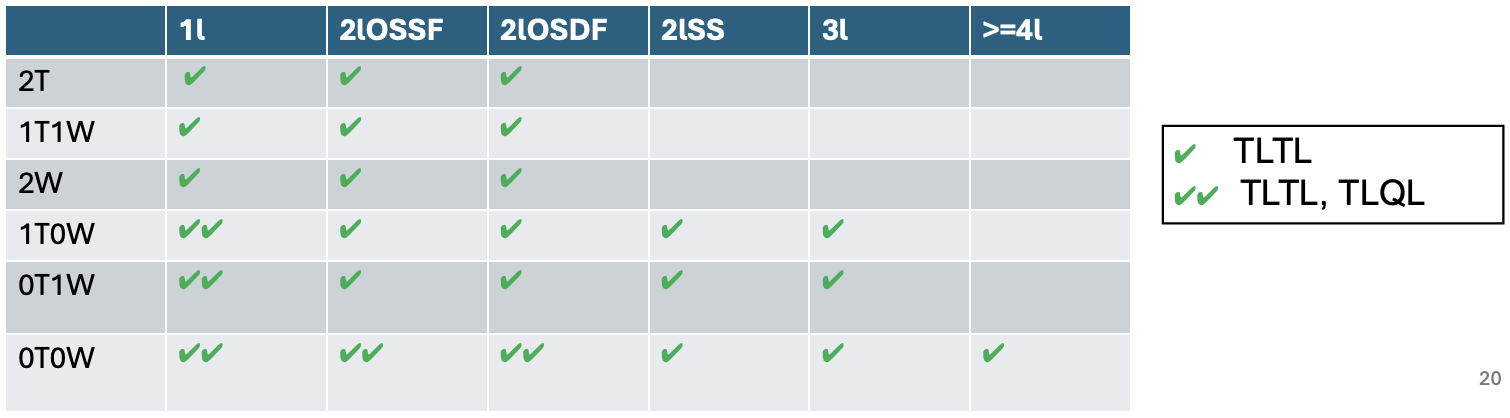 1l 2lOSSF 2lOSDF 2lSS 3l >=4l
2T ✔ ✔ ✔
1T1W ✔ ✔ ✔
2W ✔ ✔ ✔
1T0W ✔✔ ✔ ✔ ✔ ✔
0T1W ✔✔ ✔ ✔ ✔ ✔
0T0W ✔✔ ✔✔ ✔✔ ✔ ✔ ✔
✔ TLTL
✔✔ TLTL, TLQL
20